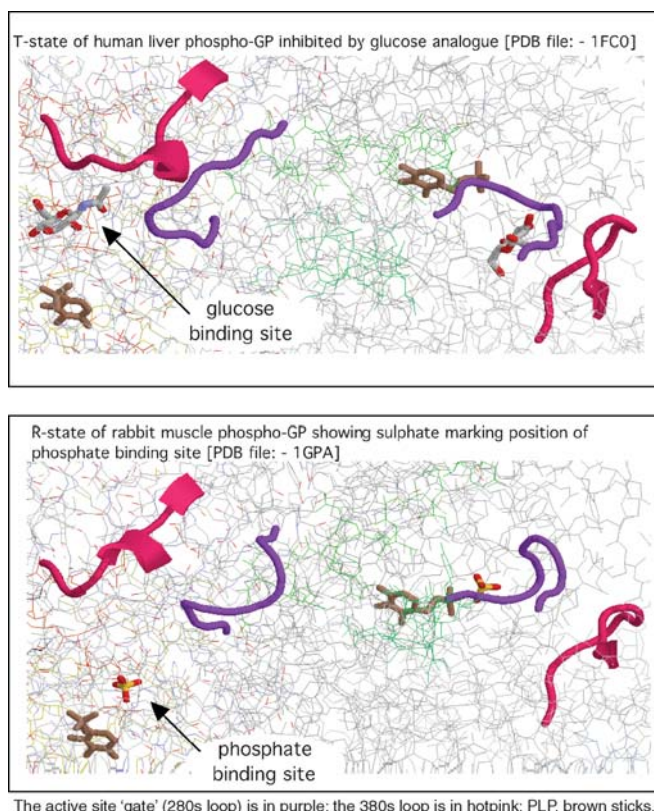 T-state of human liver phospho-GP inhibited by glucose analogue [PDB file: - 1FC0]
glucose
binding site
R-state of rabbit muscle phospho-GP showing sulphate marking position of
phosphate binding site [PDB file: - 1GPA]
phosphate
binding site
The active site 'gate' (280s loop) is in purple; the 380s loop is in hotpink; PLP, brown sticks.